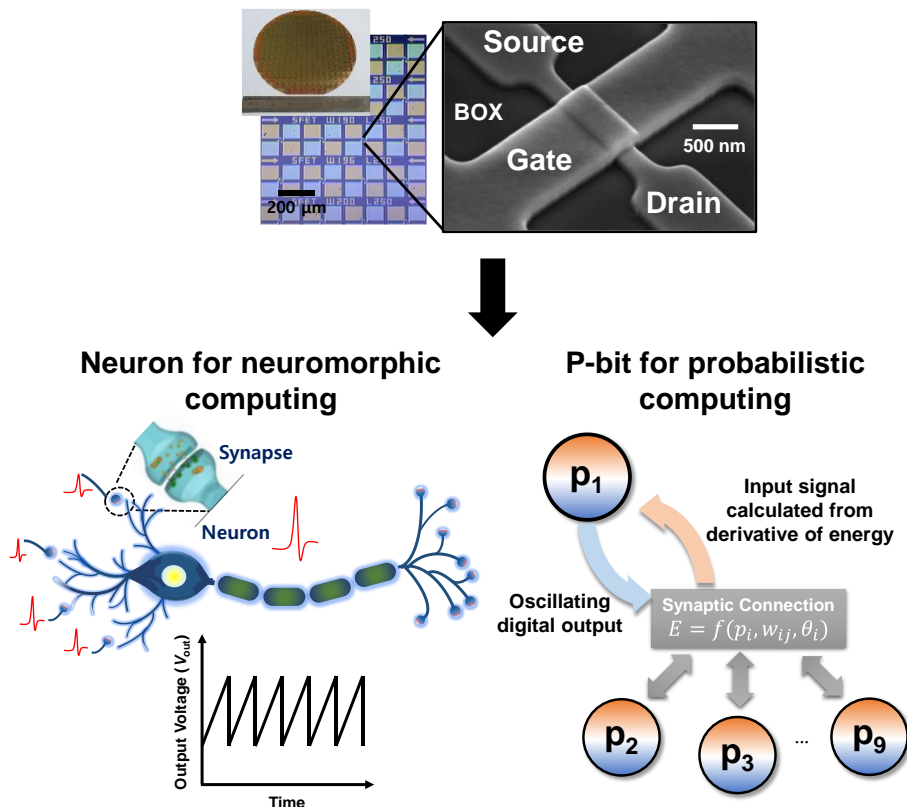 L250
L250
SFET W190 L250
SFET W196 L250
SFET W200 L250
200 μm
Source
BOX
Gate
Drain
500 nm
Neuron for neuromorphic
computing
Synapse
Neuron
Output Voltage (Vout)
Time
P-bit for probabilistic
computing
p1
Input signal
calculated from
derivative of energy
Oscillating
digital output
Synaptic Connection
E = f(pi, wij, θi)
p2
p3
...
p9